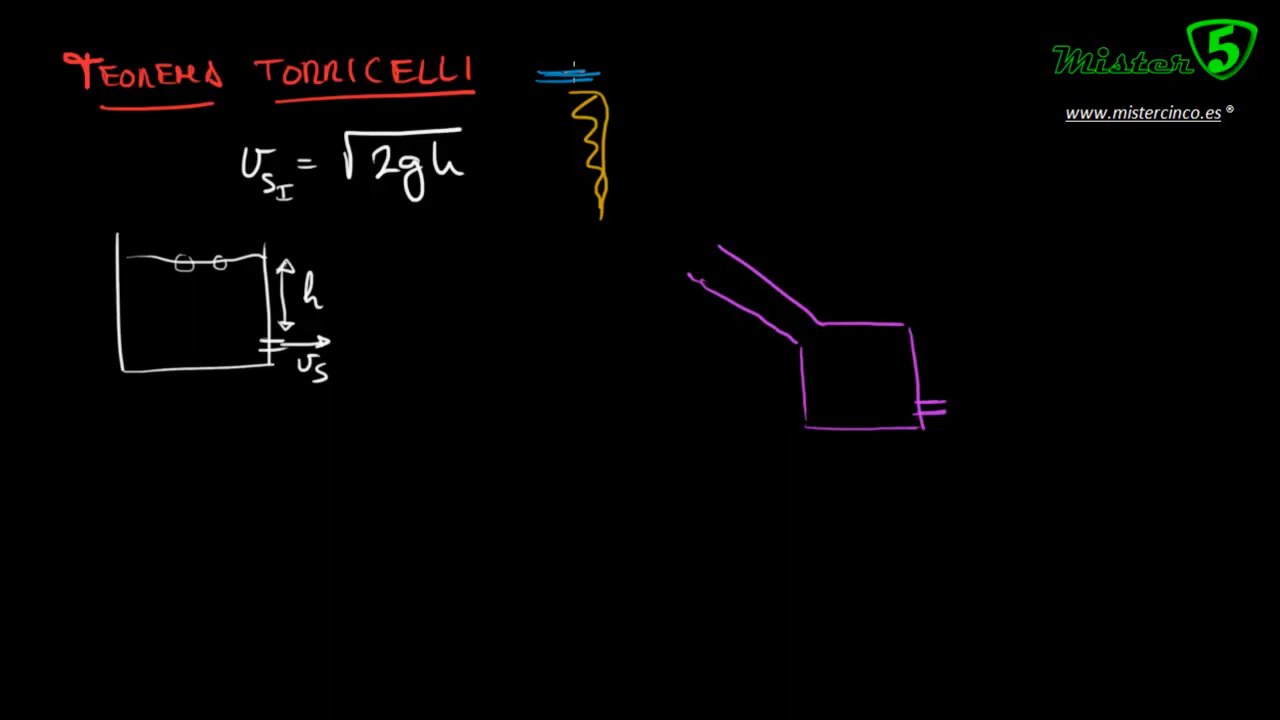 TEOREMA TORRICELLI
Mister 5
www.mistercinco.es ®
v_{S_I} = √2gh
h
v_S